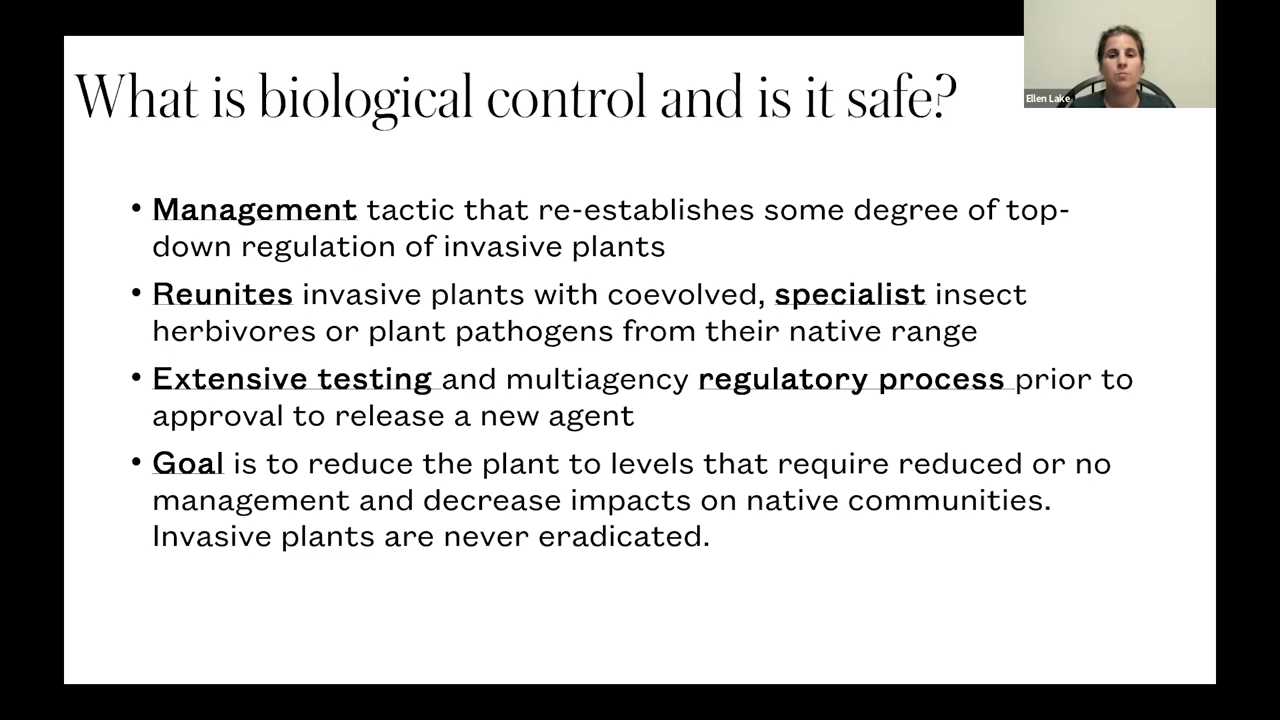 What is biological control and is it safe?
Ellen Lake
• Management tactic that re-establishes some degree of top-
down regulation of invasive plants
• Reunites invasive plants with coevolved, specialist insect
herbivores or plant pathogens from their native range
• Extensive testing and multiagency regulatory process prior to
approval to release a new agent
• Goal is to reduce the plant to levels that require reduced or no
management and decrease impacts on native communities.
Invasive plants are never eradicated.